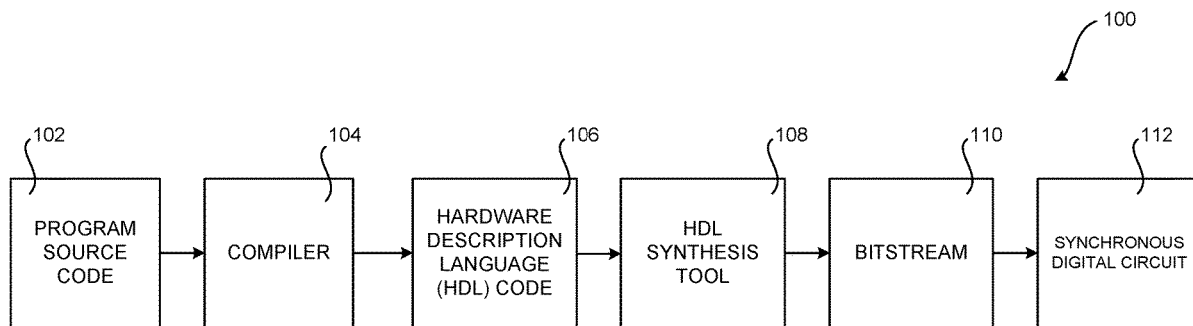 100
102
104
106
108
110
112
PROGRAM
SOURCE
CODE
COMPILER
HARDWARE
DESCRIPTION
LANGUAGE
(HDL) CODE
HDL
SYNTHESIS
TOOL
BITSTREAM
SYNCHRONOUS
DIGITAL CIRCUIT